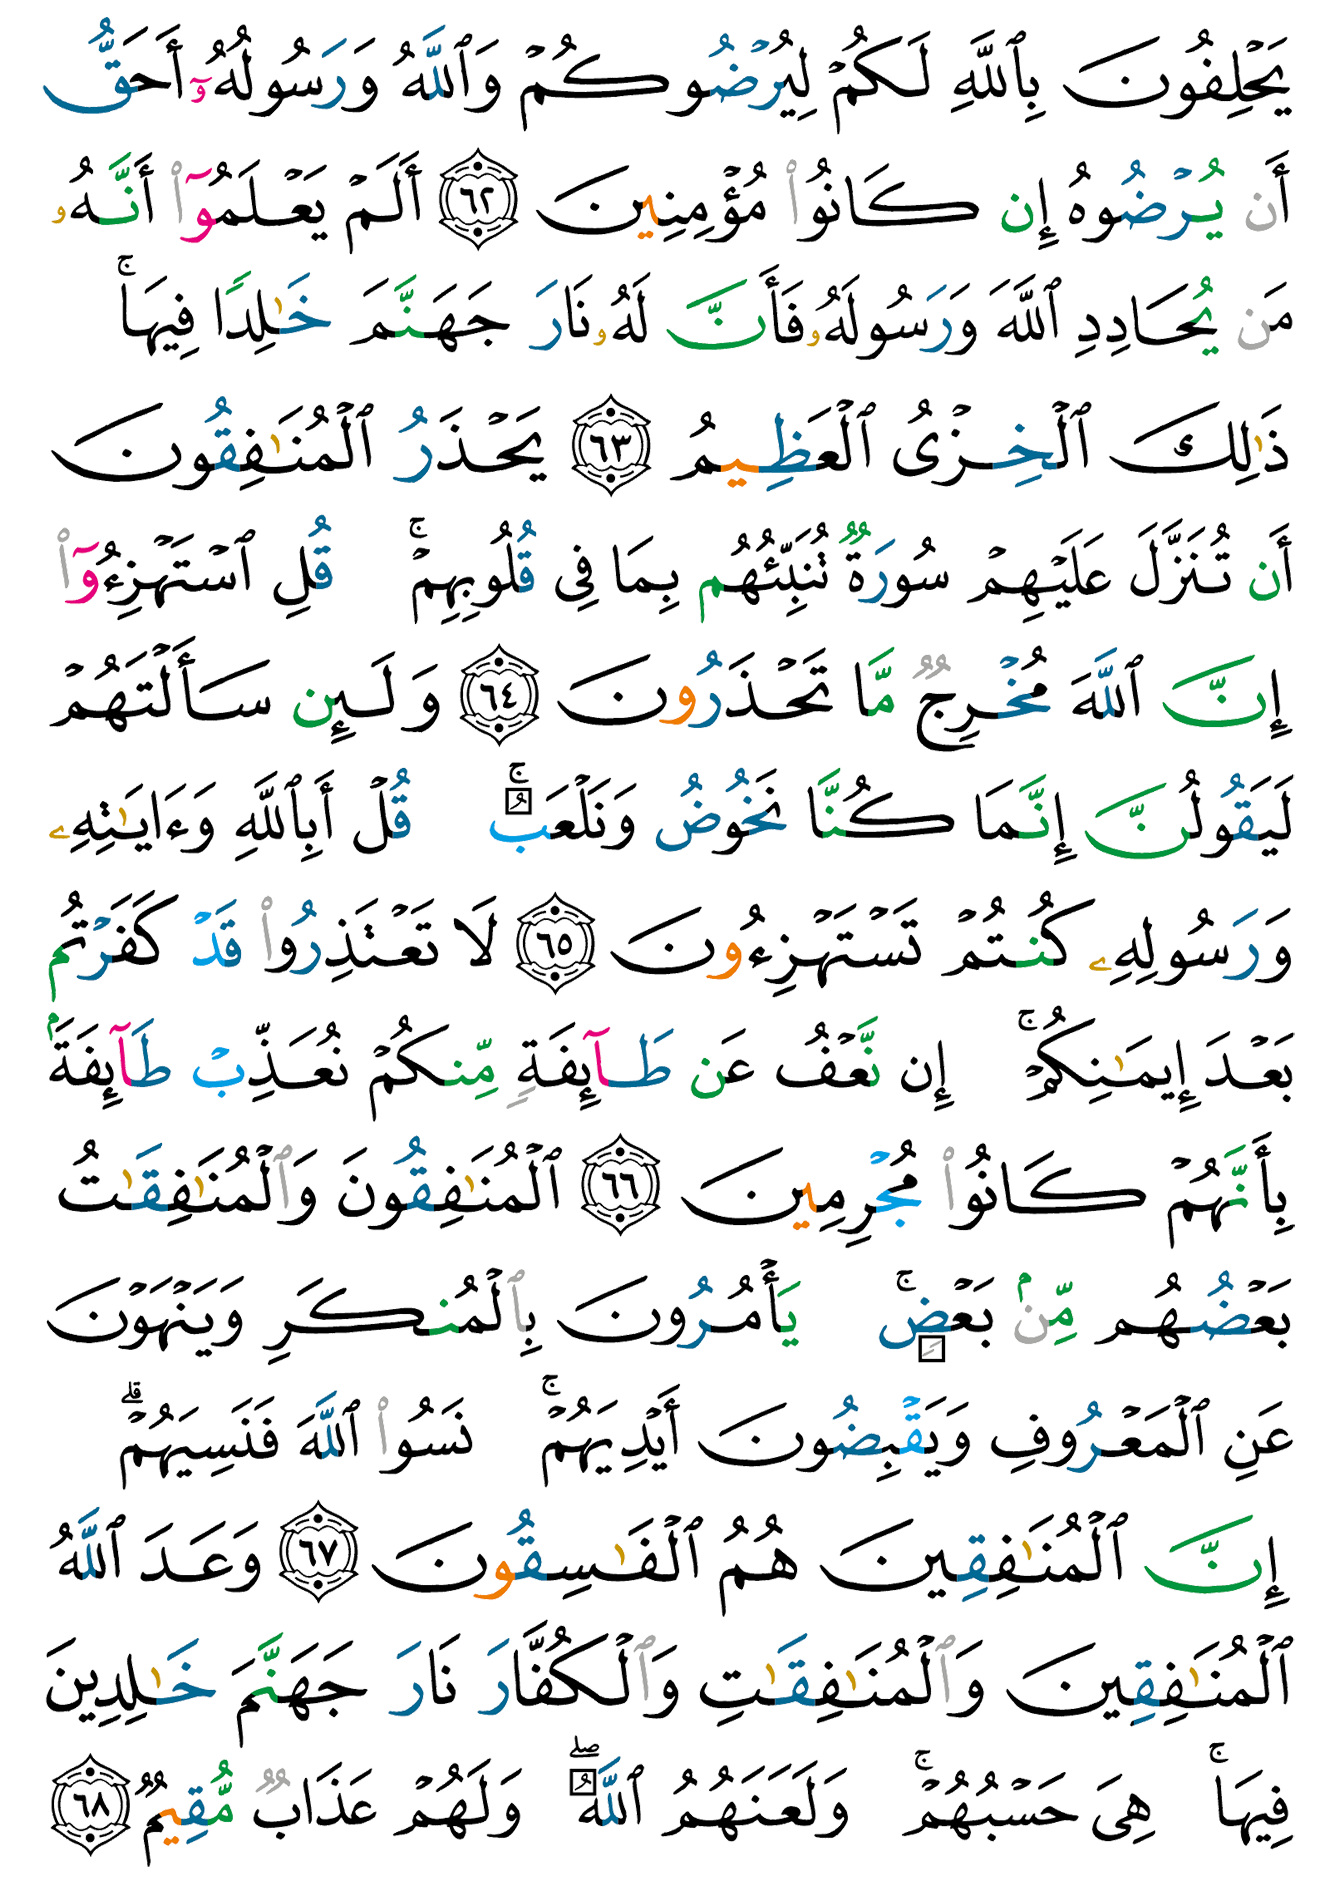 يَحْلِفُونَ بِٱللَّهِ لَكُمْ لِيُرْضُوكُمْ وَٱللَّهُ وَرَسُولُهُۥٓ أَحَقُّ
أَن يُرْضُوهُ إِن كَانُوا۟ مُؤْمِنِينَ ۝٦٢ أَلَمْ يَعْلَمُوٓا۟ أَنَّهُۥ
مَن يُحَادِدِ ٱللَّهَ وَرَسُولَهُۥ فَأَنَّ لَهُۥ نَارَ جَهَنَّمَ خَـٰلِدًا فِيهَا ۚ
ذَٰلِكَ ٱلْخِزْىُ ٱلْعَظِيمُ ۝٦٣ يَحْذَرُ ٱلْمُنَـٰفِقُونَ
أَن تُنَزَّلَ عَلَيْهِمْ سُورَةٌ تُنَبِّئُهُم بِمَا فِى قُلُوبِهِمْ ۚ قُلِ ٱسْتَهْزِءُوٓا۟
إِنَّ ٱللَّهَ مُخْرِجٌ مَّا تَحْذَرُونَ ۝٦٤ وَلَئِن سَأَلْتَهُمْ
لَيَقُولُنَّ إِنَّمَا كُنَّا نَخُوضُ وَنَلْعَبُ ۚ قُلْ أَبِٱللَّهِ وَءَايَـٰتِهِۦ
وَرَسُولِهِۦ كُنتُمْ تَسْتَهْزِءُونَ ۝٦٥ لَا تَعْتَذِرُوا۟ قَدْ كَفَرْتُم
بَعْدَ إِيمَـٰنِكُمْ ۚ إِن نَّعْفُ عَن طَآئِفَةٍ مِّنكُمْ نُعَذِّبْ طَآئِفَةَۢ
بِأَنَّهُمْ كَانُوا۟ مُجْرِمِينَ ۝٦٦ ٱلْمُنَـٰفِقُونَ وَٱلْمُنَـٰفِقَـٰتُ
بَعْضُهُم مِّنۢ بَعْضٍ ۚ يَأْمُرُونَ بِٱلْمُنكَرِ وَيَنْهَوْنَ
عَنِ ٱلْمَعْرُوفِ وَيَقْبِضُونَ أَيْدِيَهُمْ ۚ نَسُوا۟ ٱللَّهَ فَنَسِيَهُمْ ۗ
إِنَّ ٱلْمُنَـٰفِقِينَ هُمُ ٱلْفَـٰسِقُونَ ۝٦٧ وَعَدَ ٱللَّهُ
ٱلْمُنَـٰفِقِينَ وَٱلْمُنَـٰفِقَـٰتِ وَٱلْكُفَّارَ نَارَ جَهَنَّمَ خَـٰلِدِينَ
فِيهَا ۚ هِىَ حَسْبُهُمْ ۚ وَلَعَنَهُمُ ٱللَّهُ ۖ وَلَهُمْ عَذَابٌ مُّقِيمٌ ۝٦٨